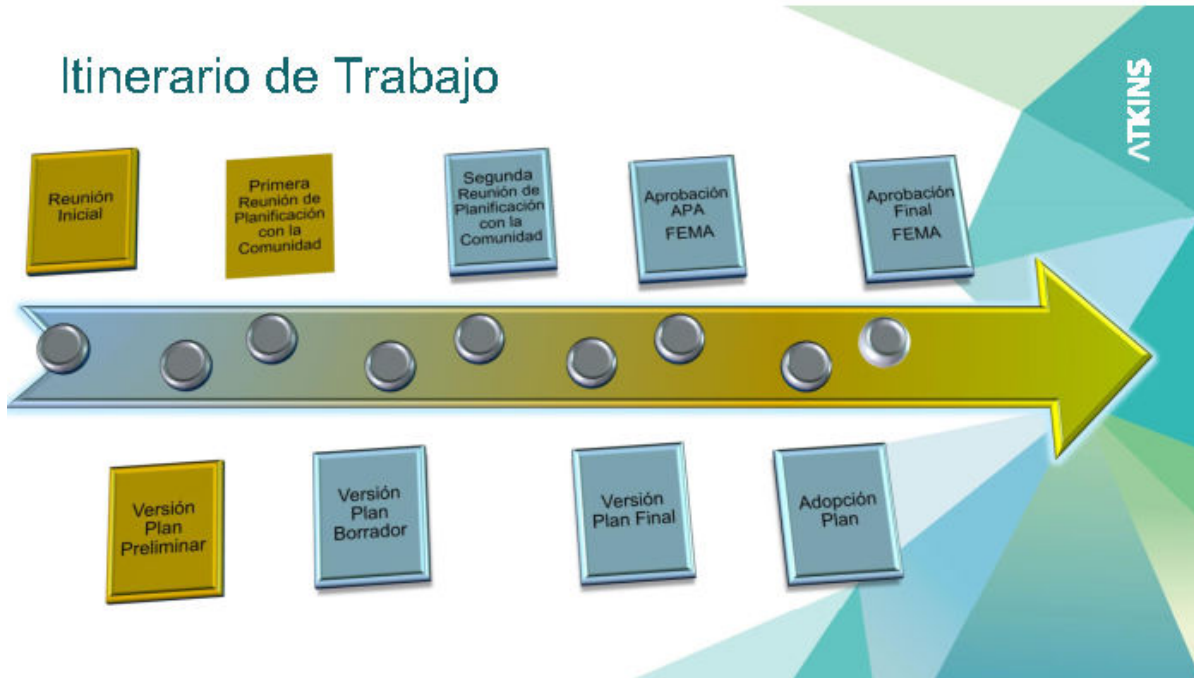 Itinerario de Trabajo
ATKINS
Reunión
Inicial
Primera
Reunión de
Planificación
con la
Comunidad
Segunda
Reunión de
Planificación
con la
Comunidad
Aprobación
APA
FEMA
Aprobación
Final
FEMA
Versión
Plan
Preliminar
Versión
Plan
Borrador
Versión
Plan Final
Adopción
Plan